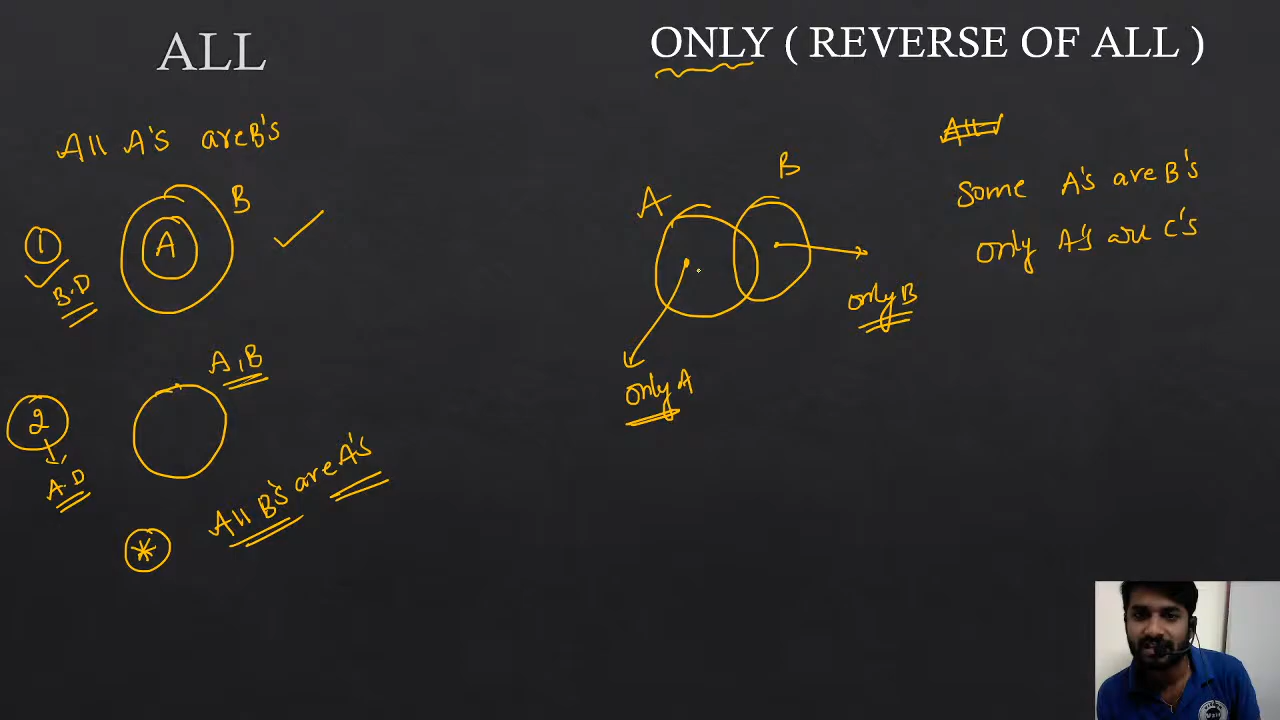 ALL
ONLY ( REVERSE OF ALL )
All A's are B's
B
1
A
B.D
A,B
2
A.D
All B's are A's
*
All
Some A's are B's
only A's are C's
B
A
only B
only A